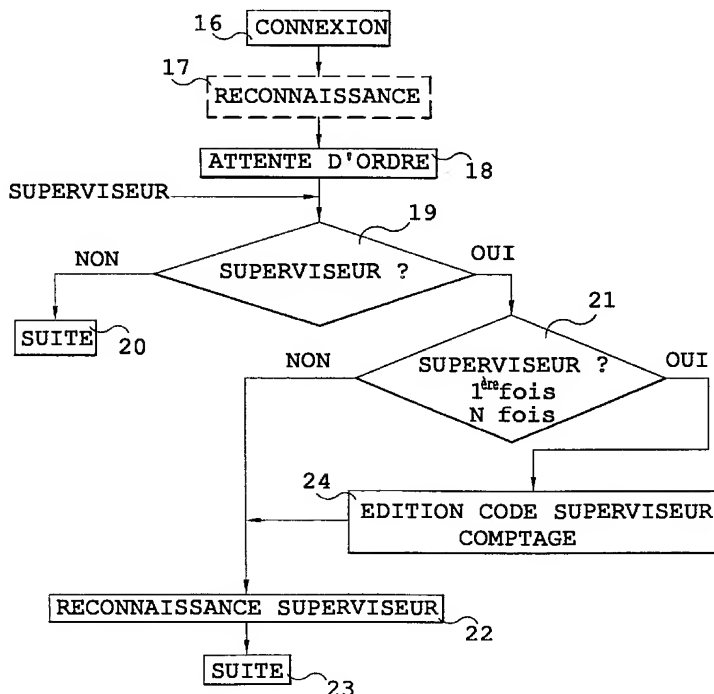 16
CONNEXION
17
RECONNAISSANCE
ATTENTE D'ORDRE
18
SUPERVISEUR
19
NON
OUI
SUPERVISEUR ?
SUITE
20
21
NON
OUI
SUPERVISEUR ?
1ère fois
N fois
24
EDITION CODE SUPERVISEUR
COMPTAGE
RECONNAISSANCE SUPERVISEUR
22
SUITE
23